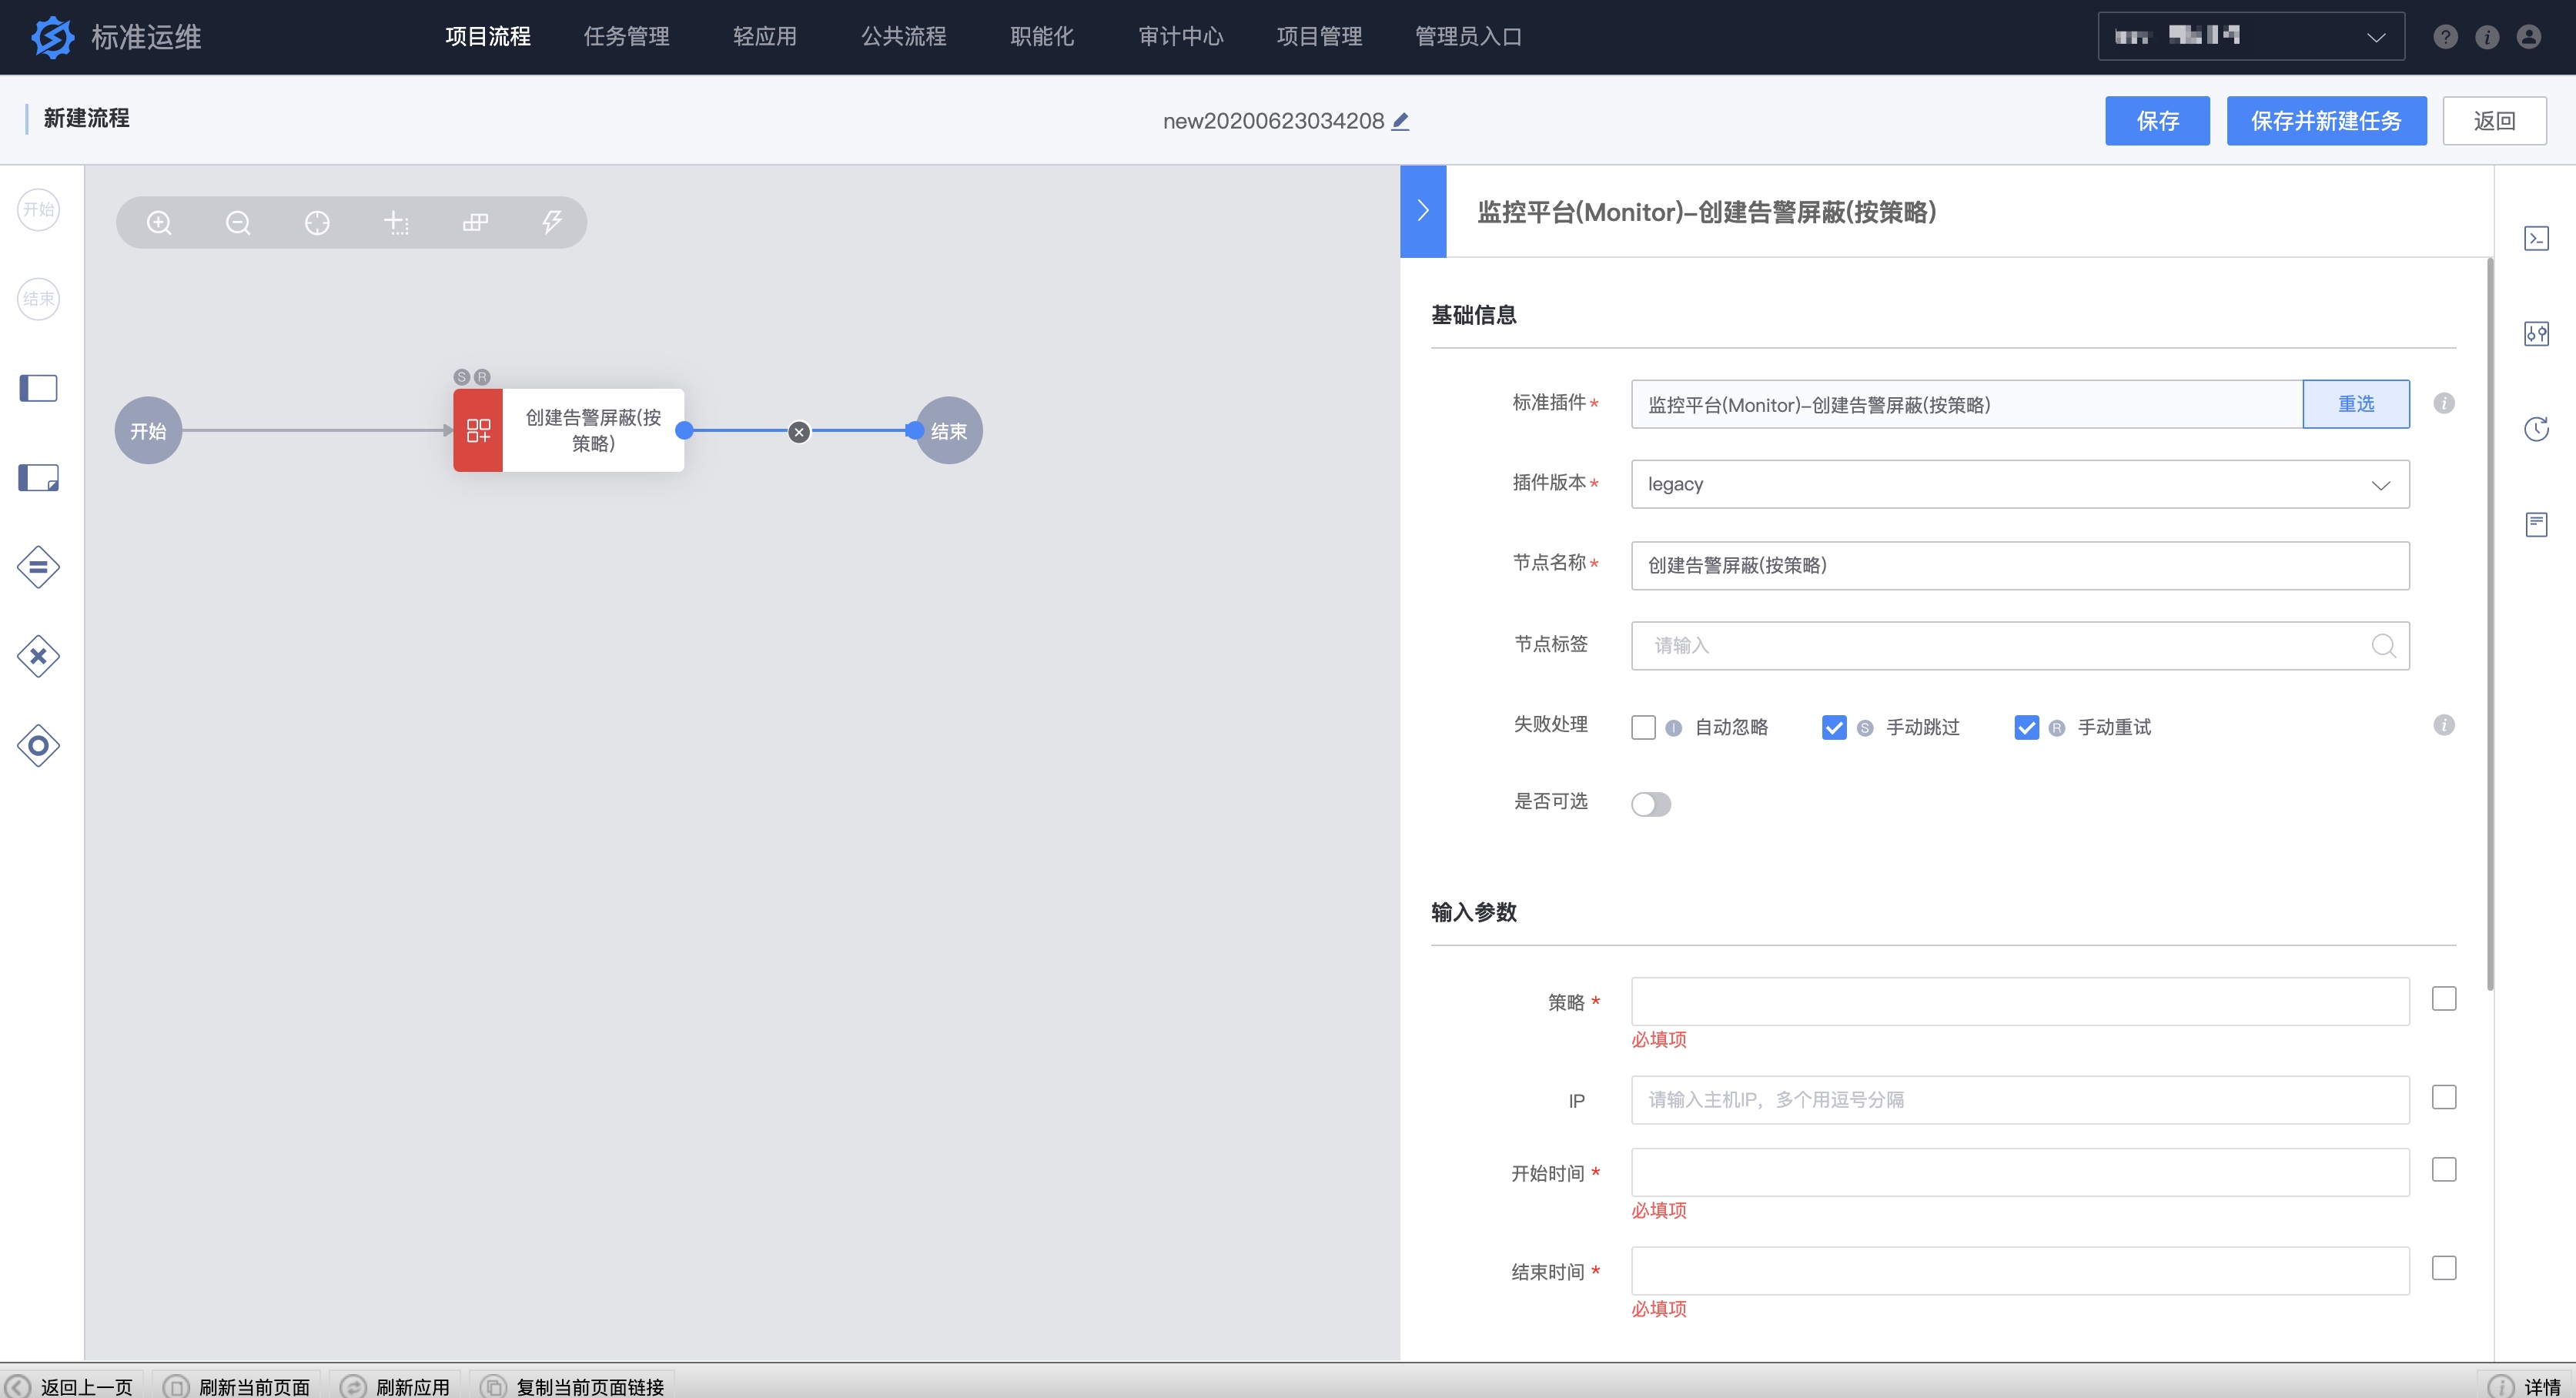 标准运维
项目流程
任务管理
轻应用
公共流程
职能化
审计中心
项目管理
管理员入口
新建流程
new20200623034208
保存
保存并新建任务
返回
开始
结束
开始
S R
创建告警屏蔽(按
策略)
结束
监控平台(Monitor)-创建告警屏蔽(按策略)
基础信息
标准插件*
监控平台(Monitor)-创建告警屏蔽(按策略)
重选
插件版本*
legacy
节点名称*
创建告警屏蔽(按策略)
节点标签
请输入
失败处理
I 自动忽略
S 手动跳过
R 手动重试
是否可选
输入参数
策略 *
必填项
IP
请输入主机IP，多个用逗号分隔
开始时间 *
必填项
结束时间 *
必填项
返回上一页
刷新当前页面
刷新应用
复制当前页面链接
详情